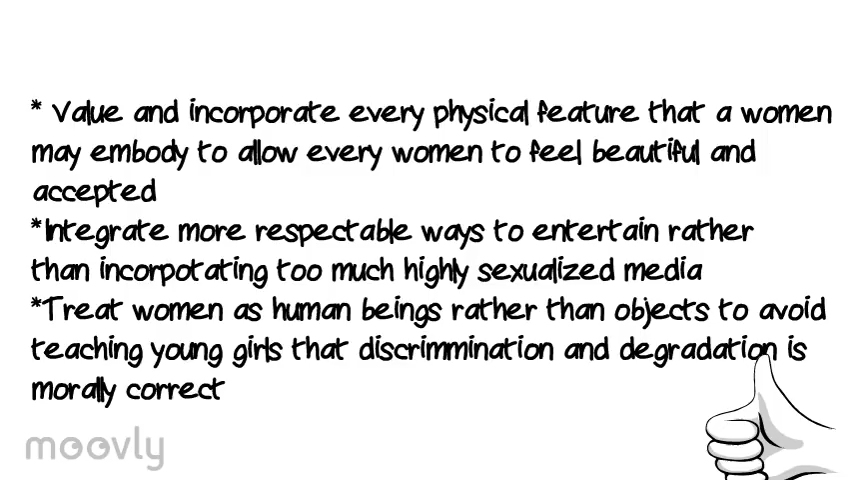 * Value and incorporate every physical feature that a women
may embody to allow every women to feel beautiful and
accepted
*Integrate more respectable ways to entertain rather
than incorpotating too much highly sexualized media
*Treat women as human beings rather than objects to avoid
teaching young girls that discrimmination and degradation is
morally correct
moovly